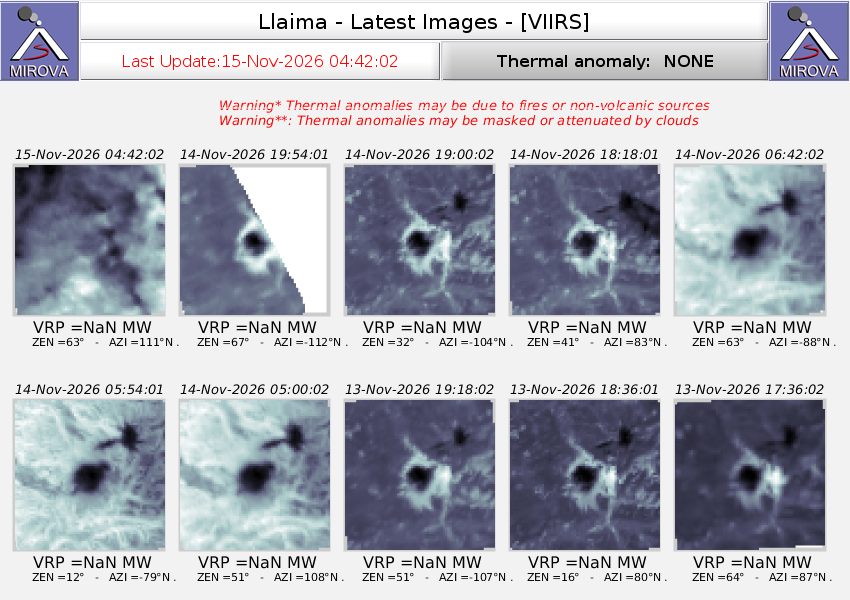 Llaima - Latest Images - [VIIRS]
MIROVA
Last Update:15-Nov-2026 04:42:02
Thermal anomaly: NONE
MIROVA
Warning* Thermal anomalies may be due to fires or non-volcanic sources
Warning**: Thermal anomalies may be masked or attenuated by clouds
15-Nov-2026 04:42:02
14-Nov-2026 19:54:01
14-Nov-2026 19:00:02
14-Nov-2026 18:18:01
14-Nov-2026 06:42:02
VRP =NaN MW
VRP =NaN MW
VRP =NaN MW
VRP =NaN MW
VRP =NaN MW
ZEN =63° - AZI =111°N .
ZEN =67° - AZI =-112°N .
ZEN =32° - AZI =-104°N .
ZEN =41° - AZI =83°N .
ZEN =63° - AZI =-88°N .
14-Nov-2026 05:54:01
14-Nov-2026 05:00:02
13-Nov-2026 19:18:02
13-Nov-2026 18:36:01
13-Nov-2026 17:36:02
VRP =NaN MW
VRP =NaN MW
VRP =NaN MW
VRP =NaN MW
VRP =NaN MW
ZEN =12° - AZI =-79°N .
ZEN =51° - AZI =108°N .
ZEN =51° - AZI =-107°N .
ZEN =16° - AZI =80°N .
ZEN =64° - AZI =87°N .